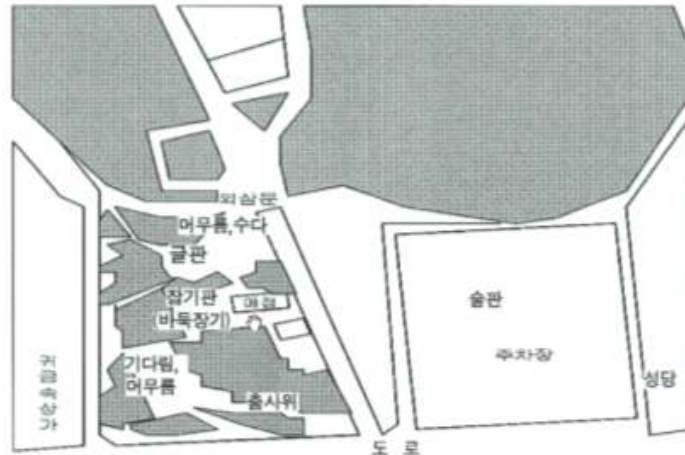 외삼문
머무름,수다
글판
잡기판
(바둑장기)
매점
술판
주차장
기다림,
머무름
춤사위
귀금속상가
성당
도 로